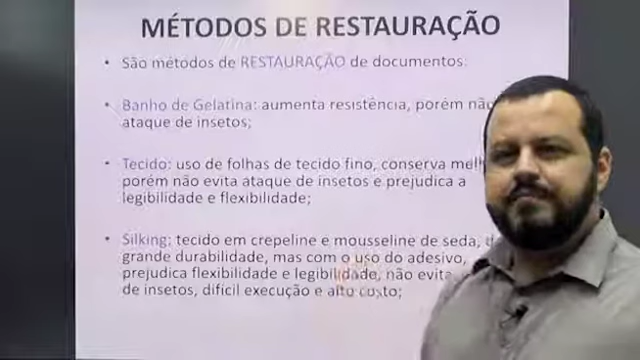 MÉTODOS DE RESTAURAÇÃO
• São métodos de RESTAURAÇÃO de documentos:
• Banho de Gelatina: aumenta resistência, porém não
ataque de insetos;
• Tecido: uso de folhas de tecido fino, conserva
porém não evita ataque de insetos e prejudica a
legibilidade e flexibilidade;
• Silking: tecido em crepeline e mousseline de seda,
grande durabilidade, mas com o uso do adesivo,
prejudica flexibilidade e legibilidade, não evita
de insetos, difícil execução e alto custo;